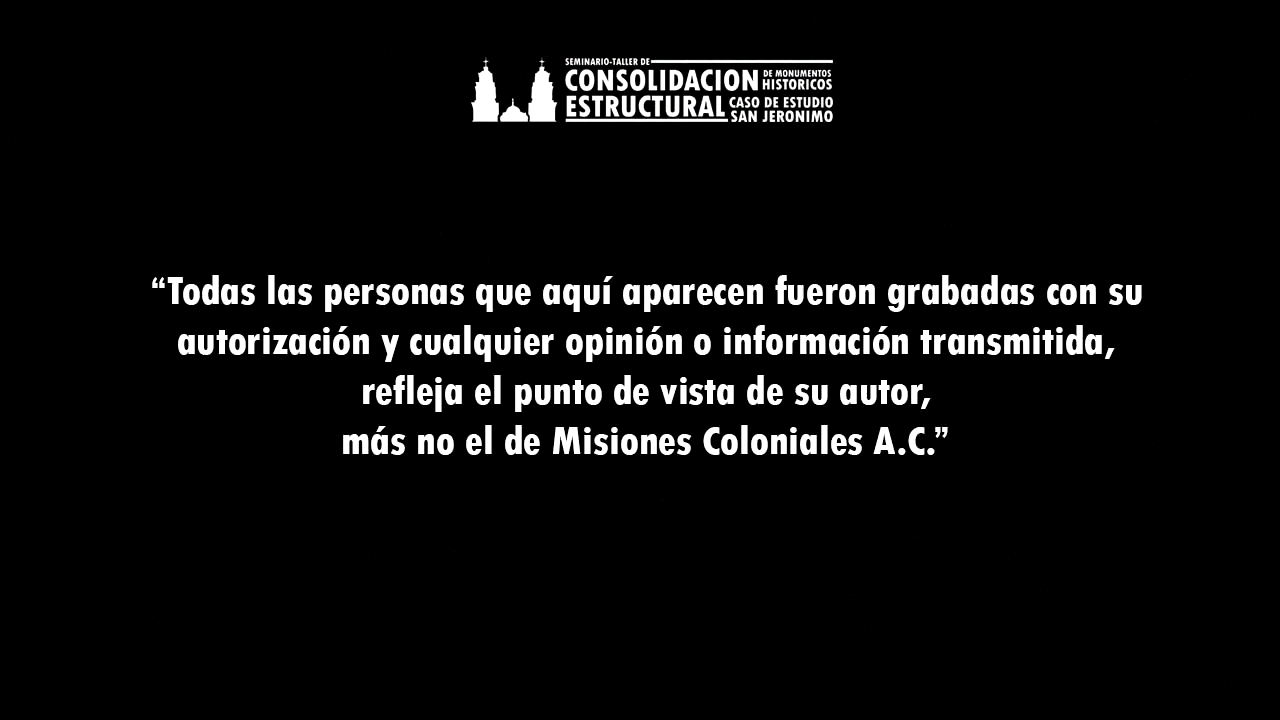 SEMINARIO-TALLER DE
CONSOLIDACION DE MONUMENTOS HISTORICOS
ESTRUCTURAL CASO DE ESTUDIO SAN JERONIMO
“Todas las personas que aquí aparecen fueron grabadas con su
autorización y cualquier opinión o información transmitida,
refleja el punto de vista de su autor,
más no el de Misiones Coloniales A.C.”